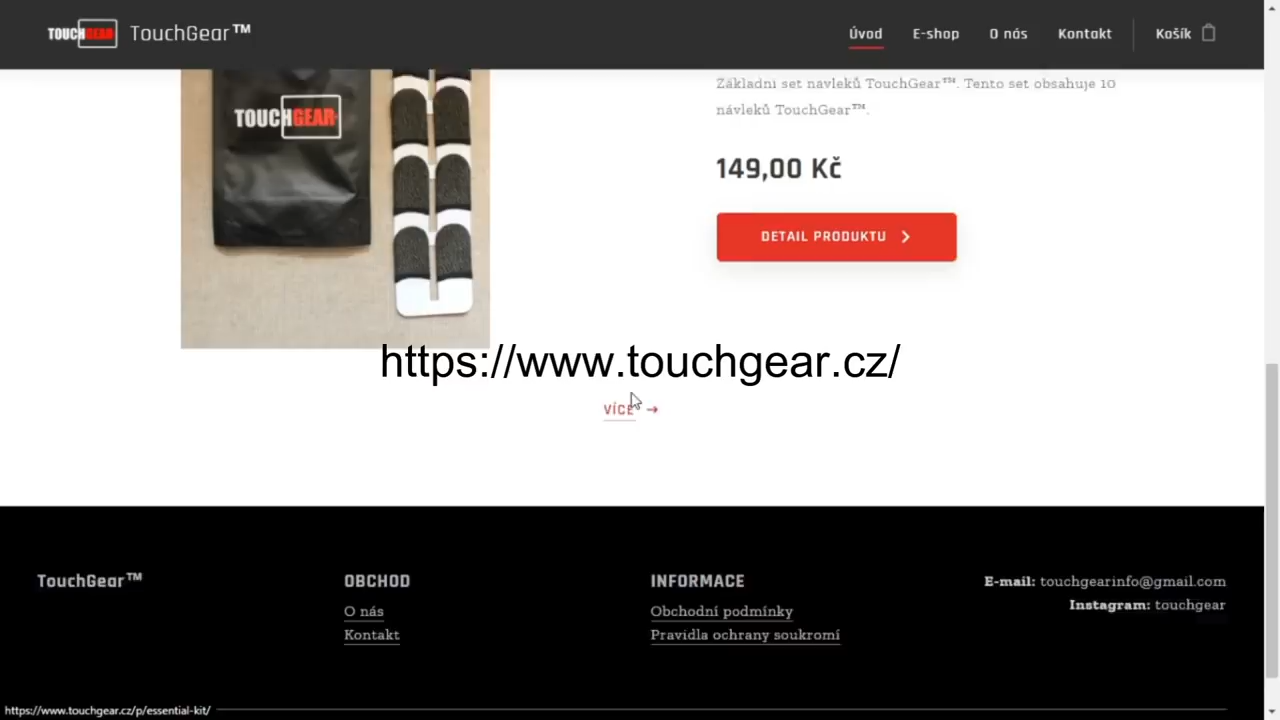 TOUCHGEAR TouchGear™
Úvod E-shop O nás Kontakt Košík
Základní set návleků TouchGear™. Tento set obsahuje 10
návleků TouchGear™.
TOUCHGEAR
149,00 Kč
DETAIL PRODUKTU
https://www.touchgear.cz/
VÍCE →
TouchGear™
OBCHOD
O nás
Kontakt
INFORMACE
Obchodní podmínky
Pravidla ochrany soukromí
E-mail: touchgearinfo@gmail.com
Instagram: touchgear
https://www.touchgear.cz/p/essential-kit/